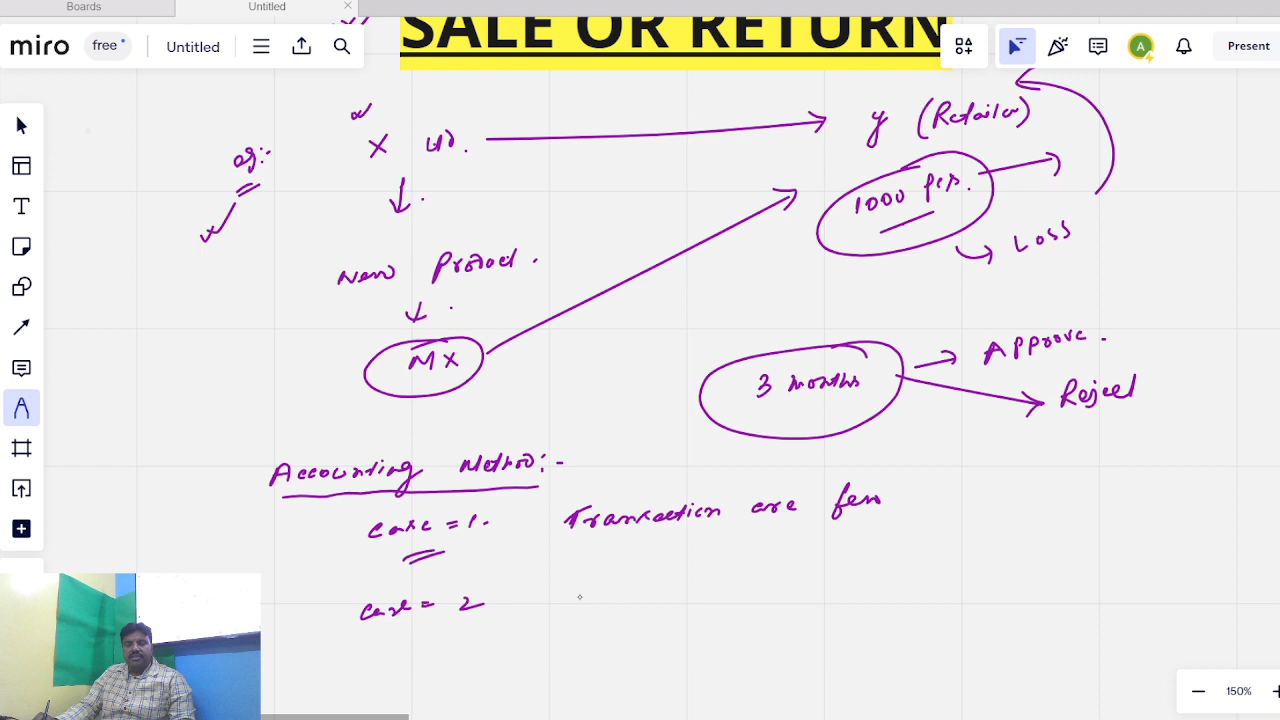 Boards
Untitled
SALE OR RETURN
miro
free
Untitled
Present
eg:-
X Ltd.
y (Retailer)
1000 pcs.
Loss
New Product.
MX
3 months
Approve.
Reject
Accounting Method:-
case = 1. Transaction are few
case = 2
150%